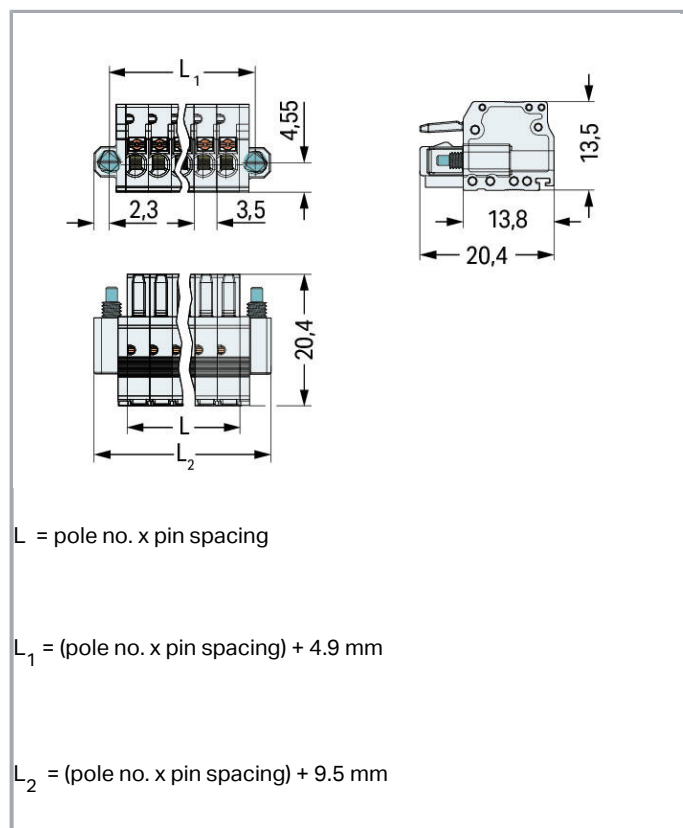 L1
4,55
2,3
3,5
13,5
13,8
20,4
20,4
L
L2
L = pole no. x pin spacing
L1 = (pole no. x pin spacing) + 4.9 mm
L2 = (pole no. x pin spacing) + 9.5 mm